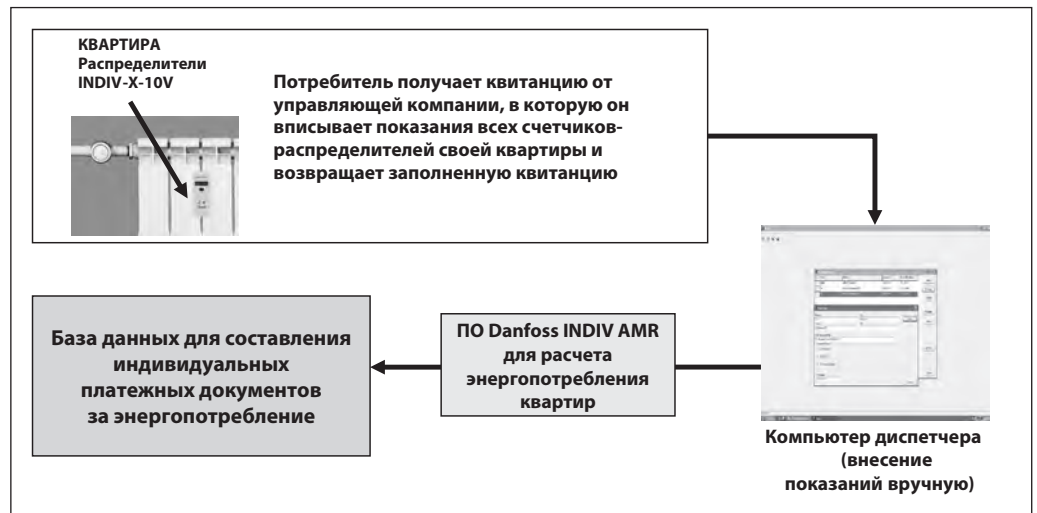 КВАРТИРА
Распределители
INDIV-X-10V
Потребитель получает квитанцию от
управляющей компании, в которую он
вписывает показания всех счетчиков-
распределителей своей квартиры и
возвращает заполненную квитанцию
База данных для составления
индивидуальных
платежных документов
за энергопотребление
ПО Danfoss INDIV AMR
для расчета
энергопотребления
квартир
Компьютер диспетчера
(внесение
показаний вручную)